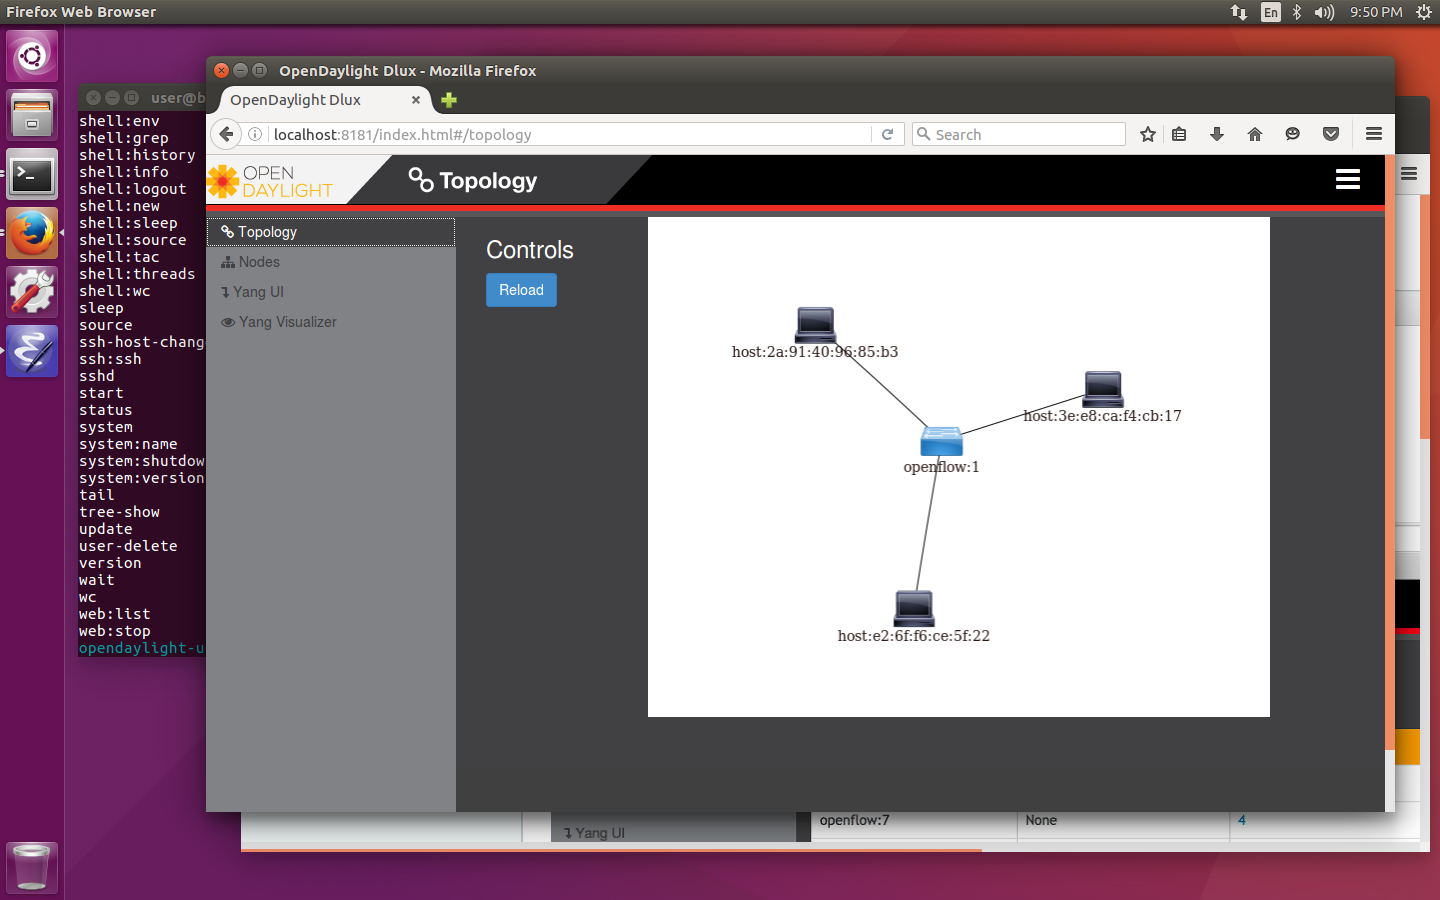 Firefox Web Browser
En
9:50 PM
user@b
shell:env
shell:grep
shell:history
shell:info
shell:logout
shell:new
shell:sleep
shell:source
shell:tac
shell:threads
shell:wc
sleep
source
ssh-host-chang
ssh:ssh
sshd
start
status
system
system:name
system:shutdow
system:version
tail
tree-show
update
user-delete
version
wait
wc
web:list
web:stop
opendaylight-u
OpenDaylight Dlux - Mozilla Firefox
OpenDaylight Dlux
localhost:8181/index.html#/topology
Search
OPEN
DAYLIGHT
Topology
Topology
Nodes
Yang UI
Yang Visualizer
Controls
Reload
host:2a:91:40:96:85:b3
host:3e:e8:ca:f4:cb:17
openflow:1
host:e2:6f:f6:ce:5f:22
Yang UI
openflow:7
None
4